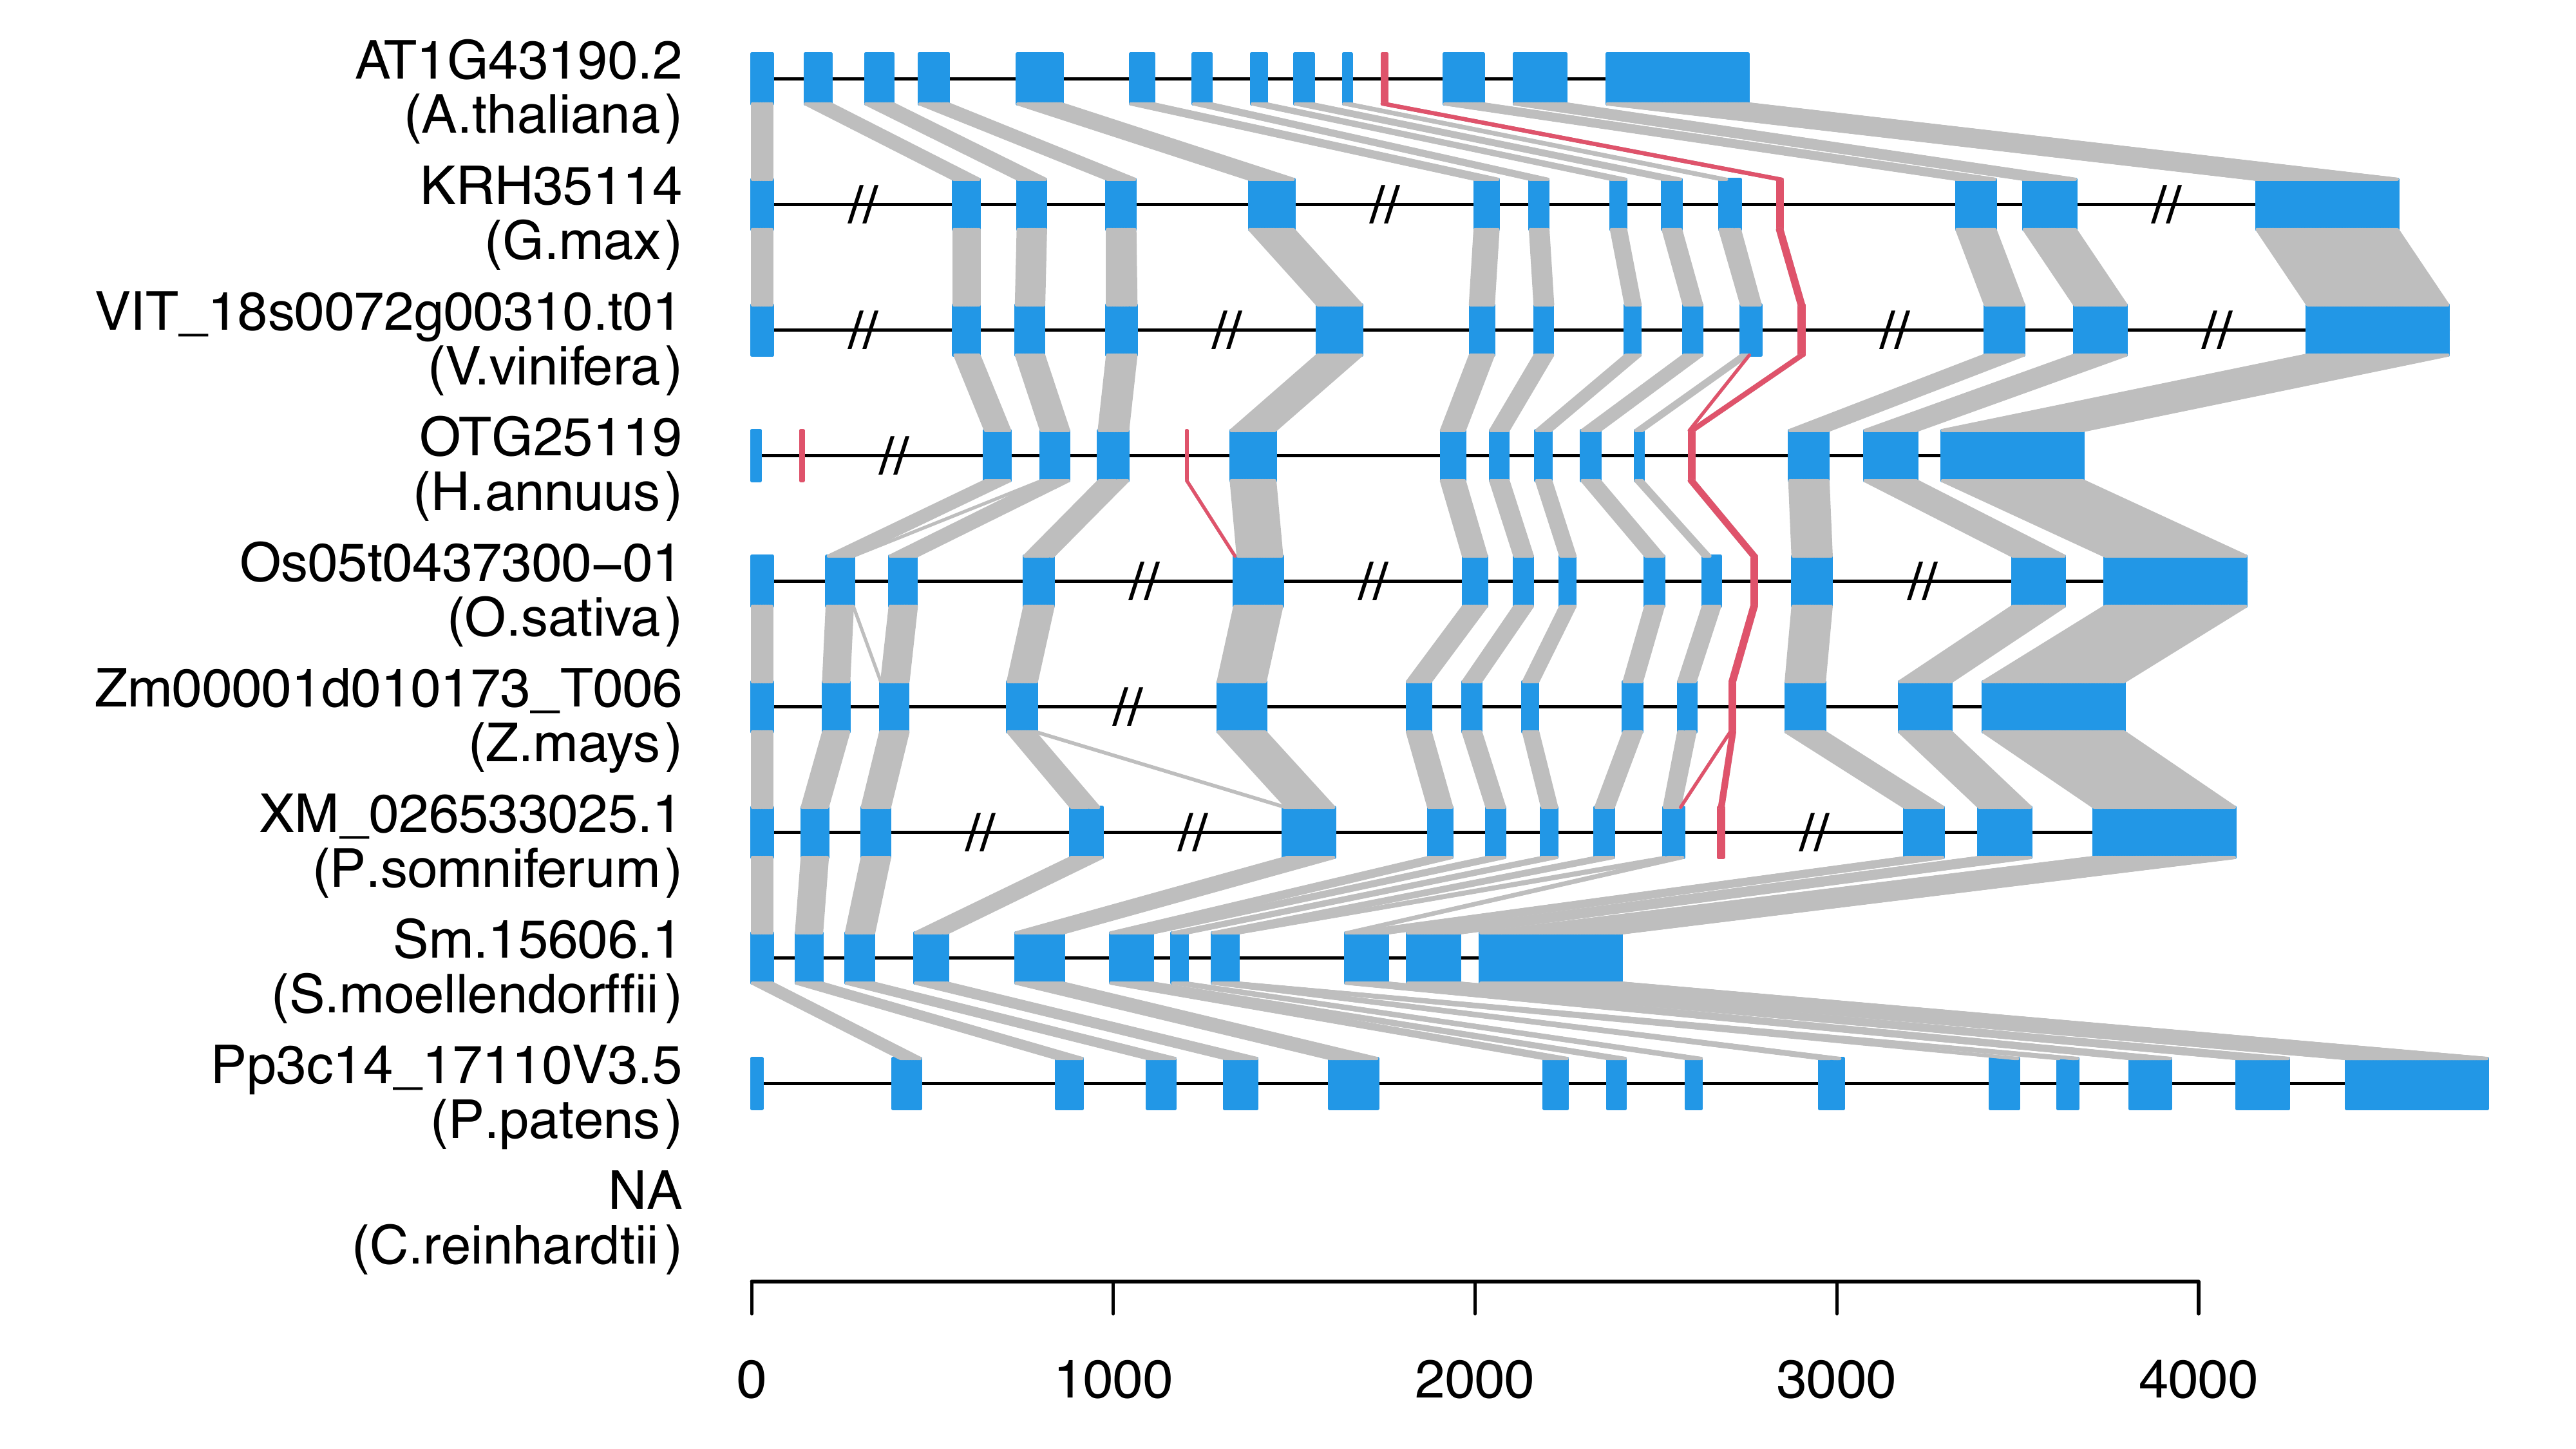 AT1G43190.2
(A.thaliana)
KRH35114
(G.max)
VIT_18s0072g00310.t01
(V.vinifera)
OTG25119
(H.annuus)
Os05t0437300−01
(O.sativa)
Zm00001d010173_T006
(Z.mays)
XM_026533025.1
(P.somniferum)
Sm.15606.1
(S.moellendorffii)
Pp3c14_17110V3.5
(P.patens)
NA
(C.reinhardtii)
0 1000 2000 3000 4000